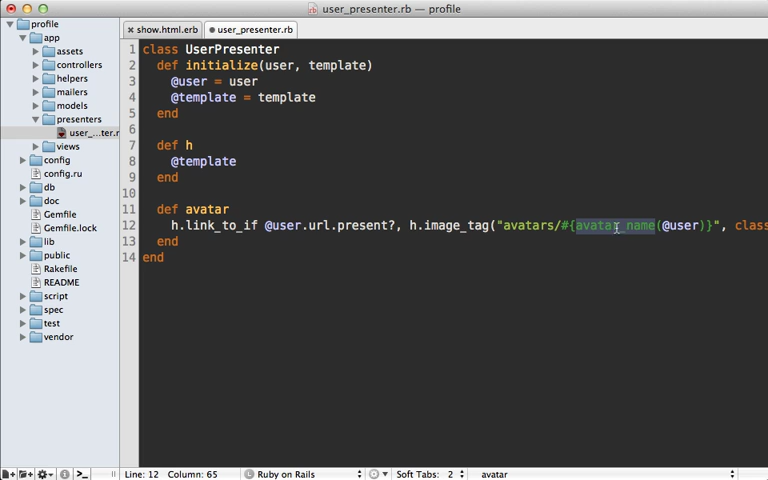 user_presenter.rb — profile
profile
app
assets
controllers
helpers
mailers
models
presenters
user_...ter.r
views
config
config.ru
db
doc
Gemfile
Gemfile.lock
lib
public
Rakefile
README
script
spec
test
vendor
show.html.erb
user_presenter.rb
1 class UserPresenter
2 def initialize(user, template)
3 @user = user
4 @template = template
5 end
6
7 def h
8 @template
9 end
10
11 def avatar
12 h.link_to_if @user.url.present?, h.image_tag("avatars/#{avatar_name(@user)}", class
13 end
14 end
Line: 12 Column: 65 Ruby on Rails Soft Tabs: 2 avatar